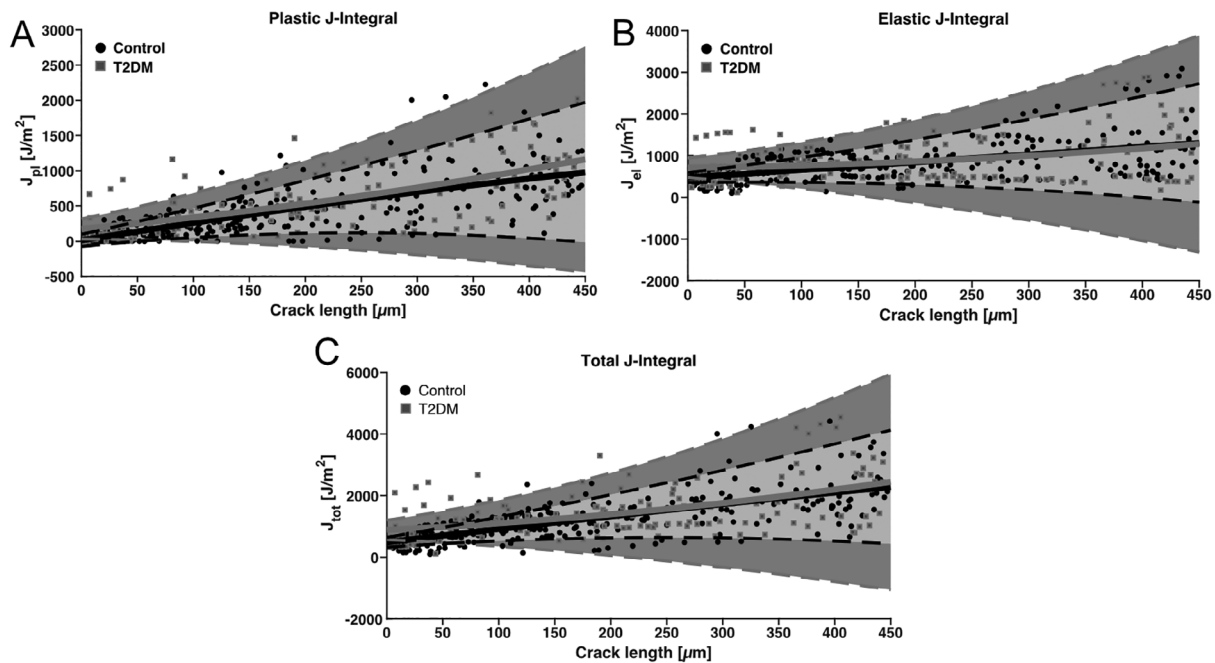 A
Plastic J-Integral
Control
T2DM
J_pl [J/m²]
3000
2500
2000
1500
1000
500
0
-500
0 50 100 150 200 250 300 350 400 450
Crack length [µm]
B
Elastic J-Integral
Control
T2DM
J_el [J/m²]
4000
3000
2000
1000
0
-1000
-2000
0 50 100 150 200 250 300 350 400 450
Crack length [µm]
C
Total J-Integral
Control
T2DM
J_tot [J/m²]
6000
4000
2000
0
-2000
0 50 100 150 200 250 300 350 400 450
Crack length [µm]